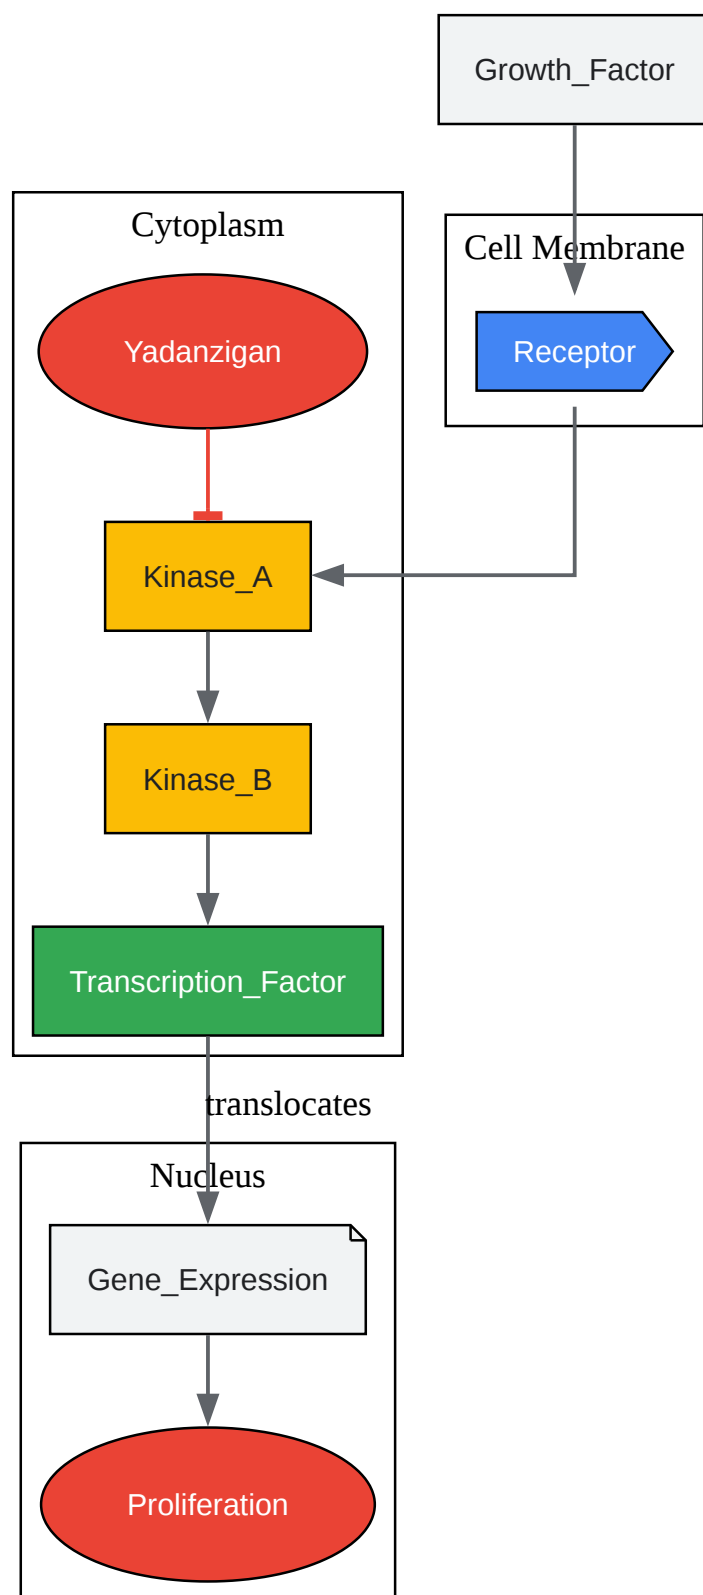 Growth_Factor
Cytoplasm
Cell Membrane
Yadanzigan
Receptor
Kinase_A
Kinase_B
Transcription_Factor
translocates
Nucleus
Gene_Expression
Proliferation